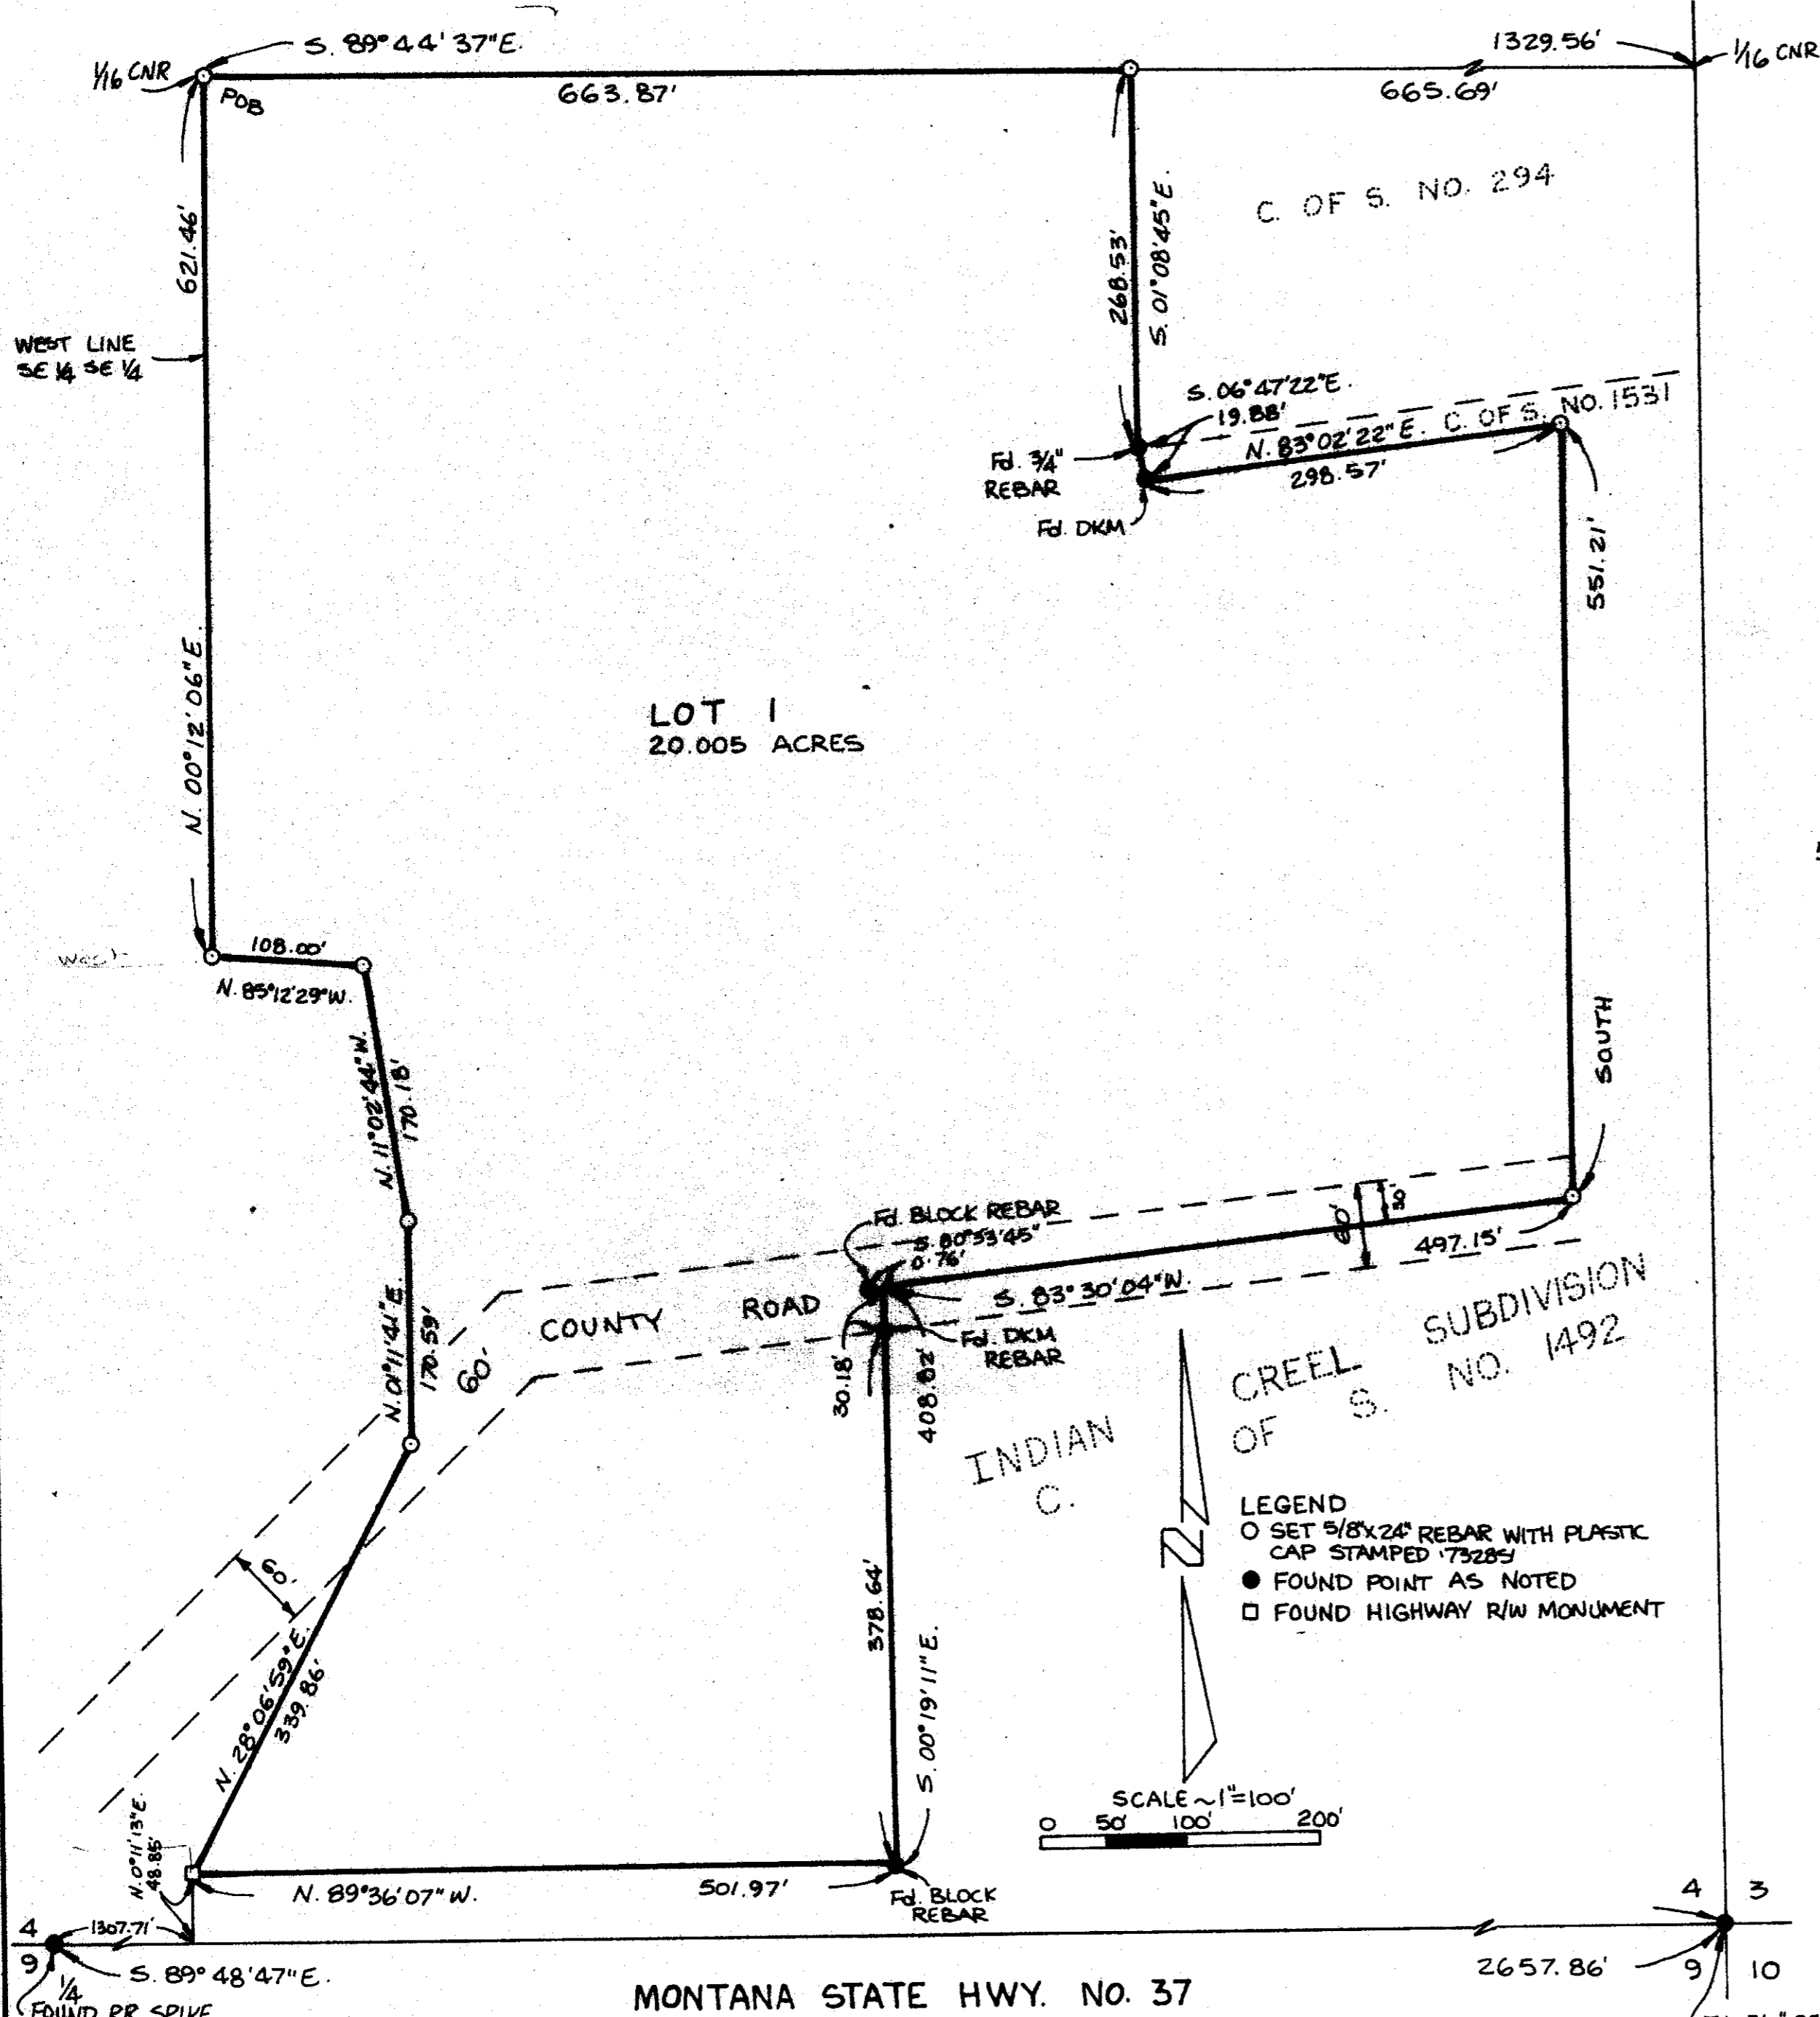 S. 89°44'37"E.
1329.56'
1/16 CNR
1/16 CNR
POB
663.87'
665.69'
C. OF S. NO. 294
621.46'
268.53'
S. 01°08'45"E.
WEST LINE
SE 1/4 SE 1/4
S. 06°47'22"E.
19.88'
C. OF S. NO. 1531
N. 83°02'22"E.
298.57'
Fd. 3/4"
REBAR
Fd. DKM
551.21'
N. 00°12'06"E.
LOT 1
20.005 ACRES
West
108.00'
N. 85°12'29"W.
SOUTH
N. 11°02'44"W.
170.18'
Fd. BLOCK REBAR
S. 80°53'45"
0.76'
60'
30'
497.15'
S. 83°30'04"W.
COUNTY ROAD
Fd. DKM
REBAR
N. 01°11'41"E.
170.59'
60'
30.18'
408.82'
INDIAN CREEL SUBDIVISION
C. OF S. NO. 1492
LEGEND
O SET 5/8"x24" REBAR WITH PLASTIC
CAP STAMPED '7328S'
● FOUND POINT AS NOTED
□ FOUND HIGHWAY R/W MONUMENT
60'
378.64'
S. 00°19'11"E.
N. 28°06'59"E.
339.86'
N
SCALE ~ 1"=100'
0 50' 100' 200'
N. 0°11'13"E.
48.85'
N. 89°36'07"W.
501.97'
Fd. BLOCK
REBAR
4 3
4
1307.71'
9
1/4
S. 89°48'47"E.
2657.86'
9 10
FOUND RR SPIKE
MONTANA STATE HWY. NO. 37